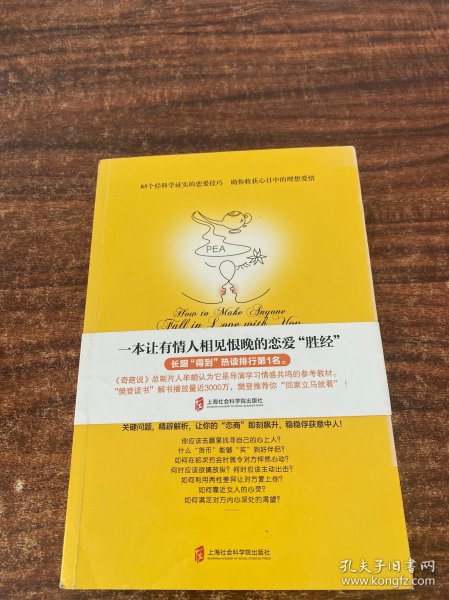 85个经科学证实的恋爱技巧 助你收获心目中的理想爱情
PEA
How to Make Anyone
Fall in Love with You
一本让有情人相见恨晚的恋爱“胜经”
长踞“得到”热读排行第1名。
《奇葩说》总制片人牟頔认为它是导演学习情感共鸣的参考教材。
“樊登读书”解书播放量近3000万，樊登推荐你“回家立马就看”！
上海社会科学院出版社
关键问题，精辟解析，让你的“恋商”即刻飙升，稳稳俘获意中人！
你应该去哪里找寻自己的心上人？
什么“货币”能够“买”到好伴侣？
如何在初次约会时就令对方怦然心动？
何时应该欲擒故纵？何时应该主动出击？
如何利用两性差异让对方爱上你？
如何靠近女人的心灵？
如何满足对方内心深处的渴望？
……
上海社会科学院出版社
SHANGHAI ACADEMY OF SOCIAL SCIENCES PRESS
孔夫子旧书网
www.kongfz.com